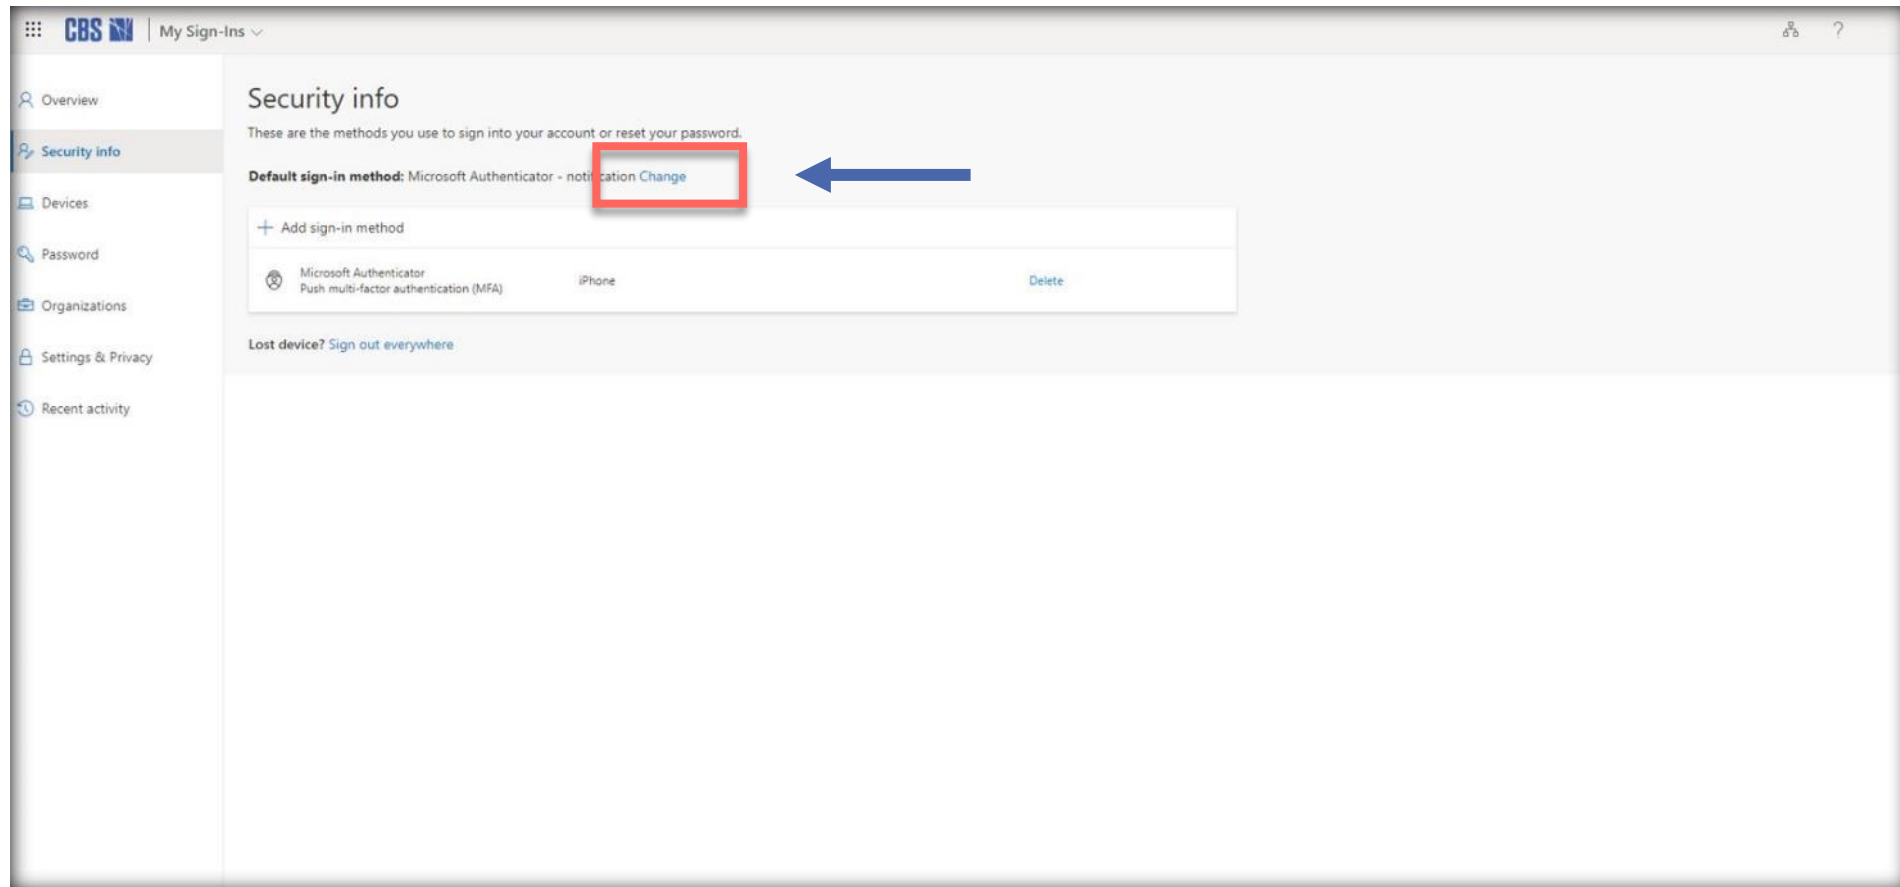 CBS My Sign-Ins ?
Overview
Security info
Devices
Password
Organizations
Settings & Privacy
Recent activity
Security info
These are the methods you use to sign into your account or reset your password.
Default sign-in method: Microsoft Authenticator - notification Change
Add sign-in method
Microsoft Authenticator
Push multi-factor authentication (MFA)
iPhone
Delete
Lost device? Sign out everywhere